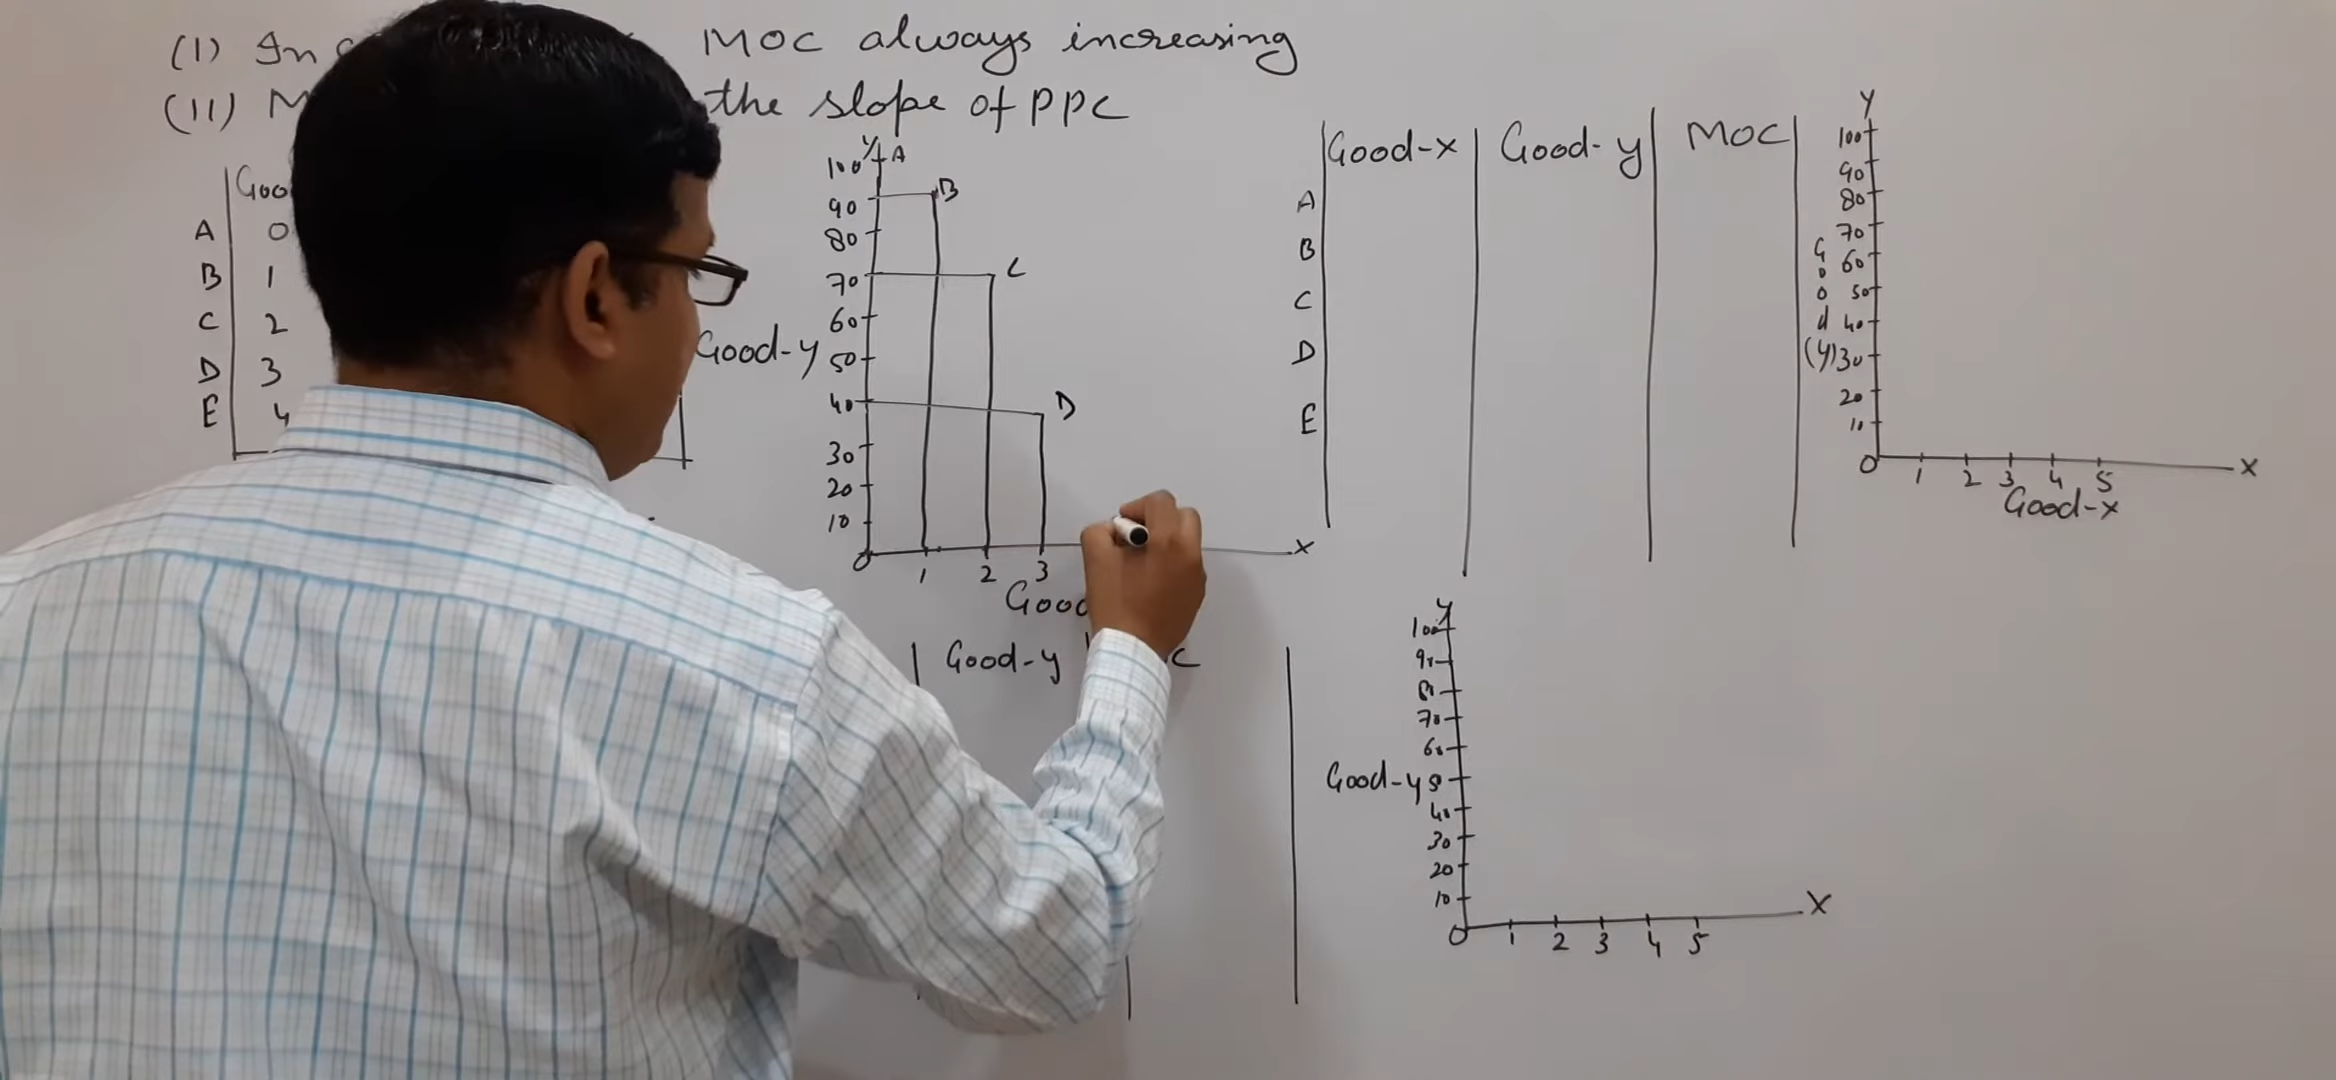 (I) In MOC always increasing
(II) the slope of PPC
Goo
A 0
B 1
C 2
D 3
E 4
Y
100 A
90 B
80
70 C
60
Good-y 50
40 D
30
20
10
0 1 2 3 X
Good
Good-x Good-y MOC
A
B
C
D
E
Y
100
90
80
70
60
50
40
30
20
10
Good (y)
0 1 2 3 4 5 X
Good-x
Good-y C
Y
100
90
70
60
Good-y
40
30
20
10
0 1 2 3 4 5 X